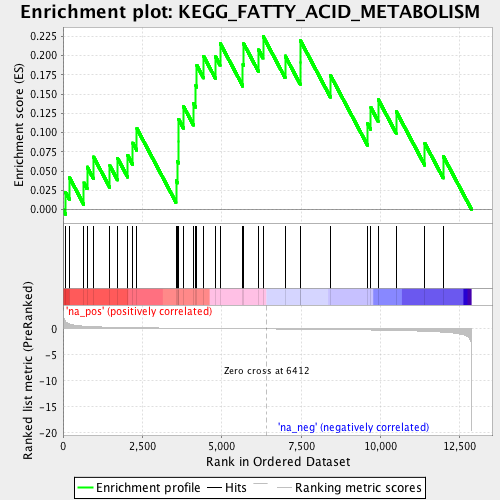 Enrichment plot: KEGG_FATTY_ACID_METABOLISM
Enrichment score (ES)
0.225
0.200
0.175
0.150
0.125
0.100
0.075
0.050
0.025
0.000
'na_pos' (positively correlated)
Ranked list metric (PreRanked)
0
-5
-10
-15
-20
Zero cross at 6412
'na_neg' (negatively correlated)
0 2,500 5,000 7,500 10,000 12,500
Rank in Ordered Dataset
Enrichment profile Hits Ranking metric scores